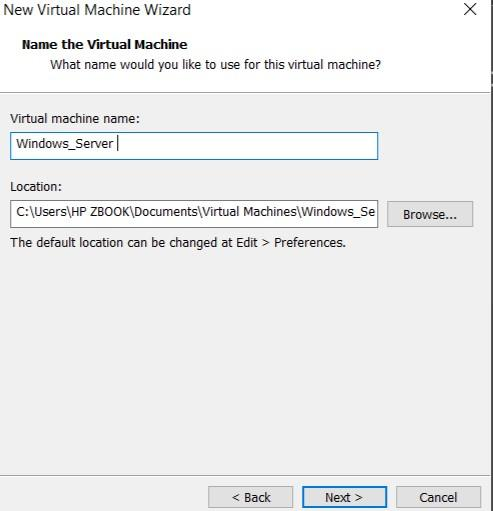 New Virtual Machine Wizard
Name the Virtual Machine
What name would you like to use for this virtual machine?
Virtual machine name:
Windows_Server
Location:
C:\Users\HP ZBOOK\Documents\Virtual Machines\Windows_Se
Browse...
The default location can be changed at Edit > Preferences.
< Back Next > Cancel